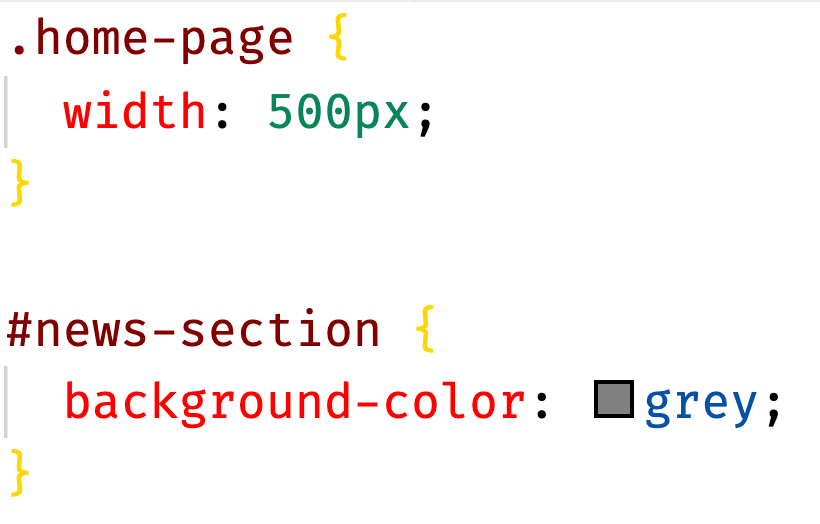 .home-page {
  width: 500px;
}

#news-section {
  background-color: grey;
}